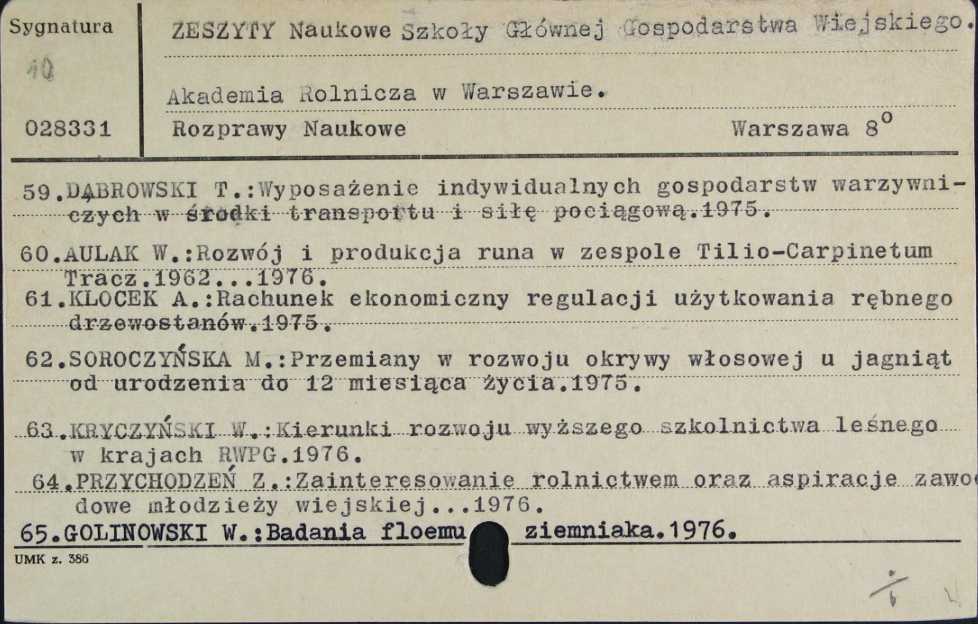 Sygnatura
ZESZYTY Naukowe Szkoły Głównej Gospodarstwa Wiejskiego.
10
Akademia Rolnicza w Warszawie.
028331
Rozprawy Naukowe Warszawa 8°
59.DĄBROWSKI T.:Wyposażenie indywidualnych gospodarstw warzywni-
czych w środki transportu i siłę pociągową.1975.
60.AULAK W.:Rozwój i produkcja runa w zespole Tilio-Carpinetum
Tracz.1962...1976.
61.KLOCEK A.:Rachunek ekonomiczny regulacji użytkowania rębnego
drzewostanów.1975.
62.SOROCZYŃSKA M.:Przemiany w rozwoju okrywy włosowej u jagniąt
od urodzenia do 12 miesiąca życia.1975.
63.KRYCZYŃSKI W.:Kierunki rozwoju wyższego szkolnictwa leśnego
w krajach RWPG.1976.
64.PRZYCHODZEŃ Z.:Zainteresowanie rolnictwem oraz aspiracje zawo
dowe młodzieży wiejskiej...1976.
65.GOLINOWSKI W.:Badania floemu ziemniaka.1976.
UMK z. 386